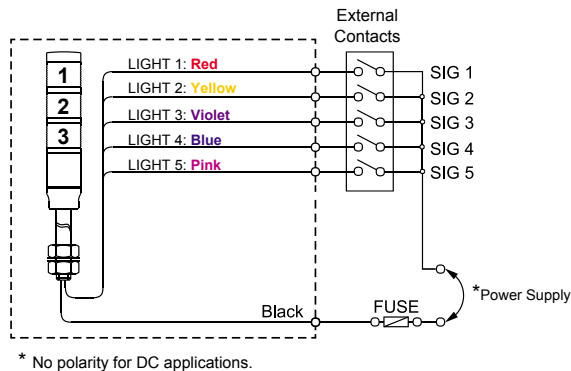 External
Contacts
1
2
3
LIGHT 1: Red
LIGHT 2: Yellow
LIGHT 3: Violet
LIGHT 4: Blue
LIGHT 5: Pink
SIG 1
SIG 2
SIG 3
SIG 4
SIG 5
*Power Supply
Black
FUSE
* No polarity for DC applications.